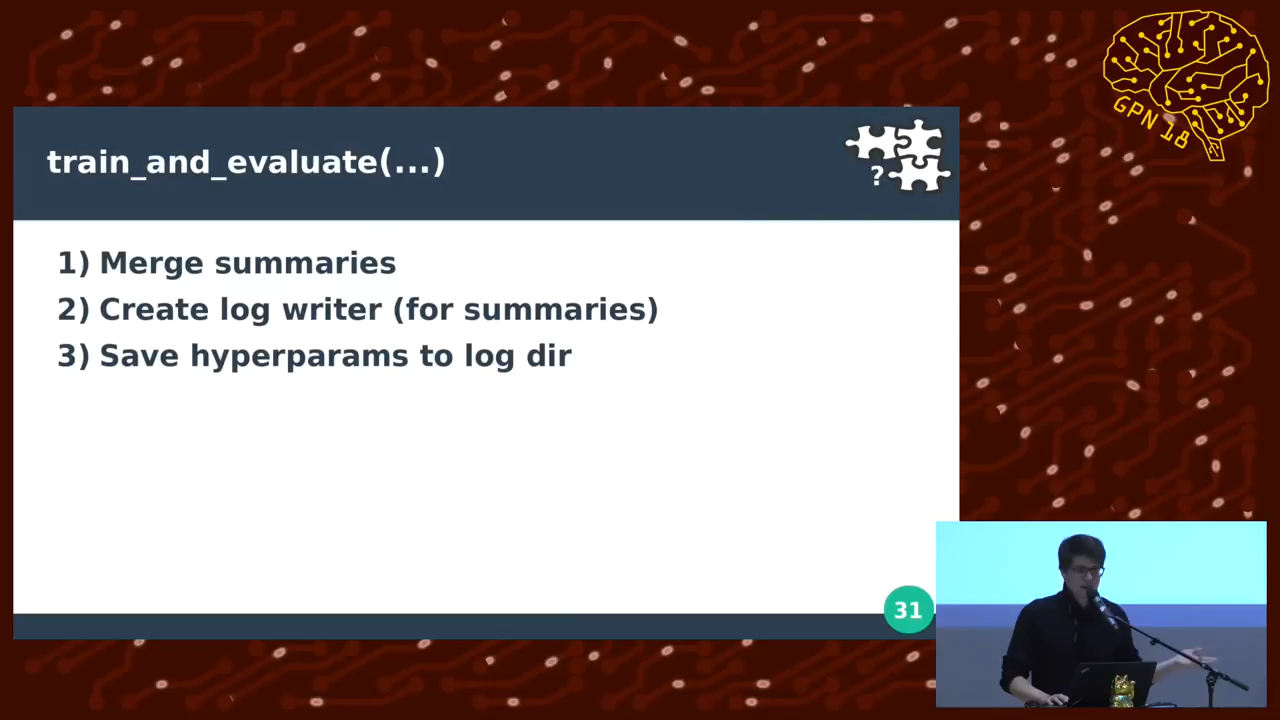 GPN 18
train_and_evaluate(...)
?
1) Merge summaries
2) Create log writer (for summaries)
3) Save hyperparams to log dir
31